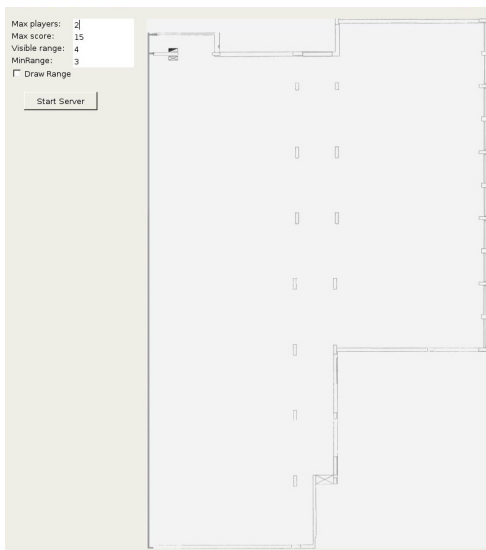 Max players: 2
Max score: 15
Visible range: 4
MinRange: 3
Draw Range
Start Server